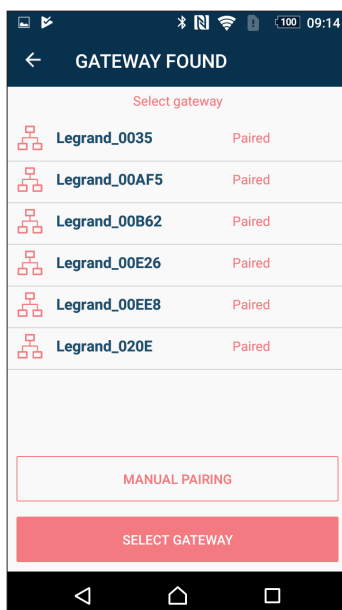 100 09:14
GATEWAY FOUND
Select gateway
Legrand_0035 Paired
Legrand_00AF5 Paired
Legrand_00B62 Paired
Legrand_00E26 Paired
Legrand_00EE8 Paired
Legrand_020E Paired
MANUAL PAIRING
SELECT GATEWAY